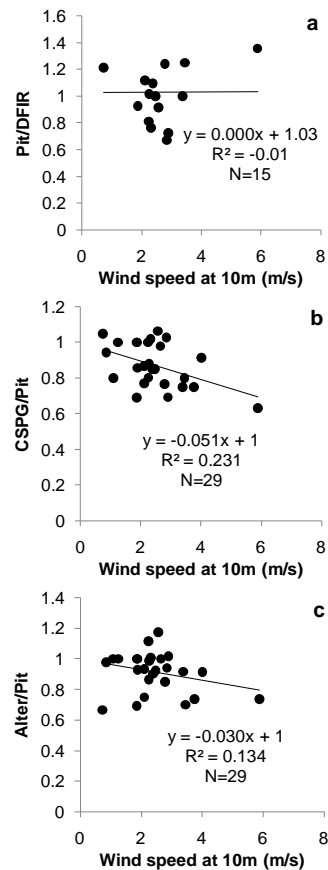 a
1.6
1.4
1.2
1
0.8
0.6
0.4
0.2
0
Pit/DFIR
y = 0.000x + 1.03
R² = -0.01
N=15
0 2 4 6 8
Wind speed at 10m (m/s)
b
1.2
1
0.8
0.6
0.4
0.2
0
CSPG/Pit
y = -0.051x + 1
R² = 0.231
N=29
0 2 4 6 8
Wind speed at 10m (m/s)
c
1.4
1.2
1
0.8
0.6
0.4
0.2
0
Alter/Pit
y = -0.030x + 1
R² = 0.134
N=29
0 2 4 6 8
Wind speed at 10m (m/s)